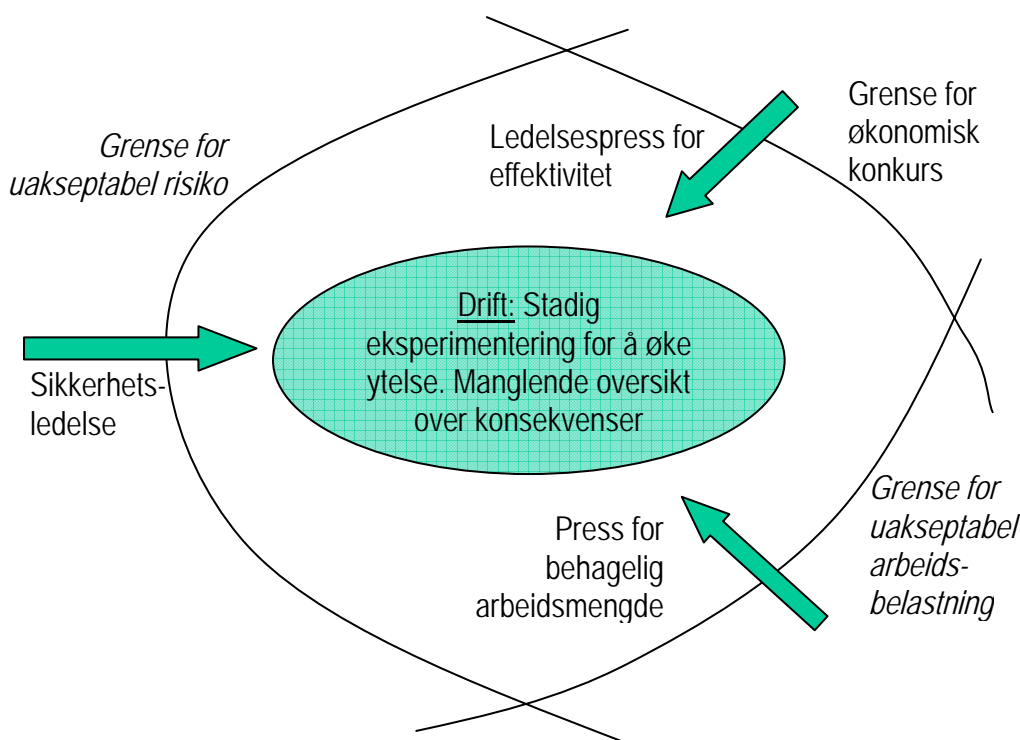 Grense for
uakseptabel risiko
Ledelsespress for
effektivitet
Grense for
økonomisk
konkurs
Drift: Stadig
eksperimentering for å øke
ytelse. Manglende oversikt
over konsekvenser
Sikkerhets-
ledelse
Press for
behagelig
arbeidsmengde
Grense for
uakseptabel
arbeids-
belastning